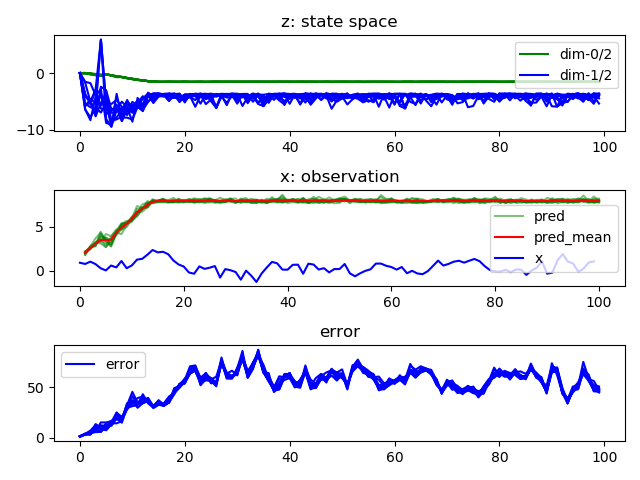 z: state space
0
−10
dim-0/2
dim-1/2
0 20 40 60 80 100
x: observation
5
0
pred
pred_mean
x
0 20 40 60 80 100
error
50
0
error
0 20 40 60 80 100